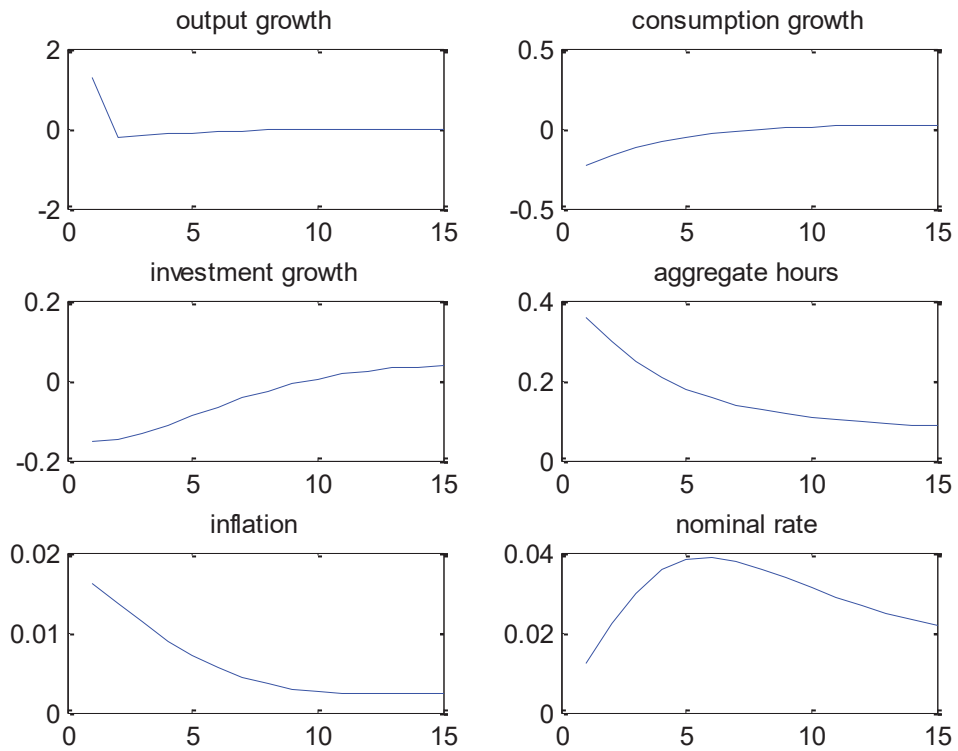 output growth
2
0
-2
0 5 10 15
consumption growth
0.5
0
-0.5
0 5 10 15
investment growth
0.2
0
-0.2
0 5 10 15
aggregate hours
0.4
0.2
0
0 5 10 15
inflation
0.02
0.01
0
0 5 10 15
nominal rate
0.04
0.02
0
0 5 10 15